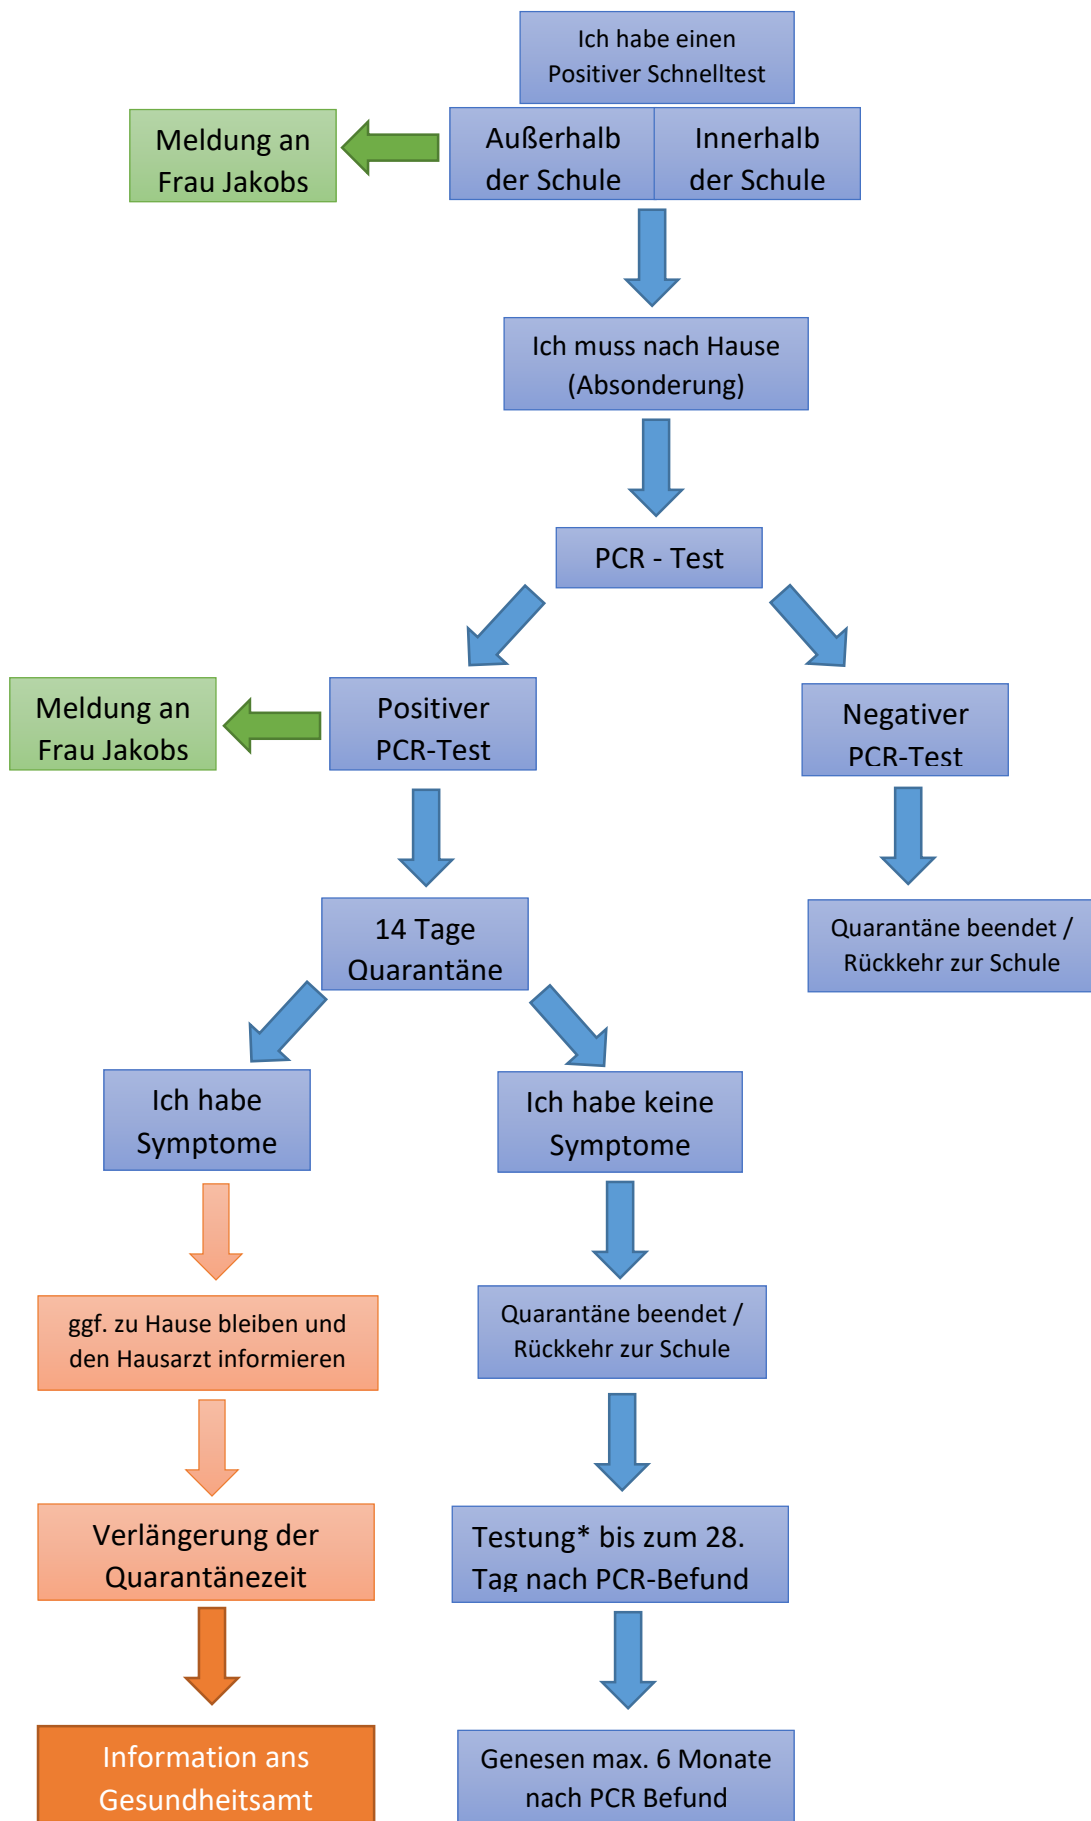 Ich habe einen
Positiver Schnelltest
Meldung an
Frau Jakobs
Außerhalb
der Schule
Innerhalb
der Schule
Ich muss nach Hause
(Absonderung)
PCR - Test
Meldung an
Frau Jakobs
Positiver
PCR-Test
Negativer
PCR-Test
14 Tage
Quarantäne
Quarantäne beendet /
Rückkehr zur Schule
Ich habe
Symptome
Ich habe keine
Symptome
ggf. zu Hause bleiben und
den Hausarzt informieren
Quarantäne beendet /
Rückkehr zur Schule
Verlängerung der
Quarantänezeit
Testung* bis zum 28.
Tag nach PCR-Befund
Information ans
Gesundheitsamt
Genesen max. 6 Monate
nach PCR Befund